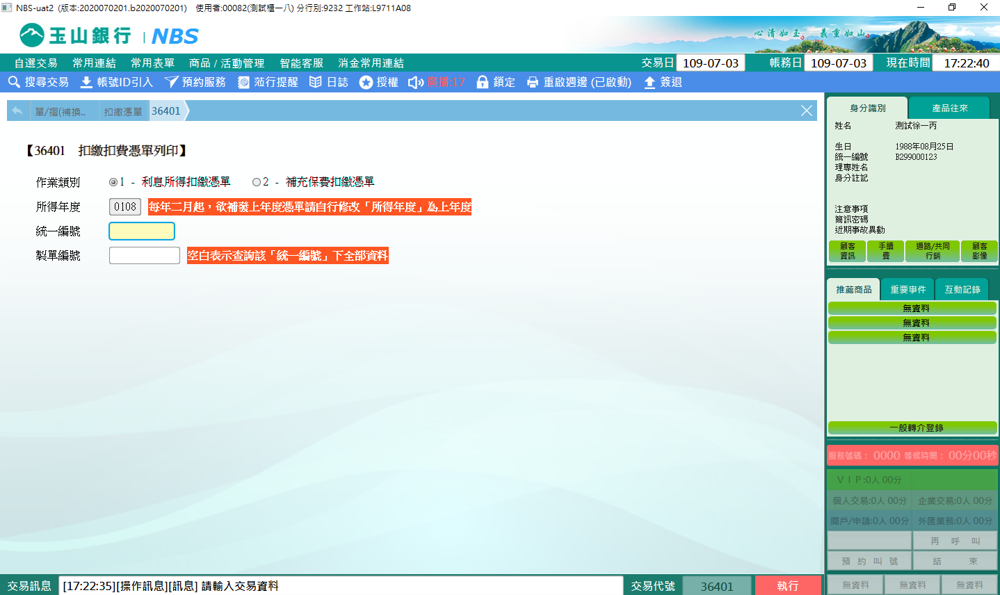 NBS-uat2 (版本:2020070201.b2020070201) 使用者:00082(測試櫃一八) 分行別:9232 工作站:L9711A08
玉山銀行 NBS
心清如玉。義重如山。
自選交易 常用連結 常用表單 商品 / 活動管理 智能客服 消金常用連結 交易日 109-07-03 帳務日 109-07-03 現在時間 17:22:40
搜尋交易 帳號ID引入 預約服務 蒞行提醒 日誌 授權 廣播:17 鎖定 重啟週邊 (已啟動) 簽退
單/摺(補換.. 扣繳憑單 36401
【36401 扣繳扣費憑單列印】
作業類別 1 - 利息所得扣繳憑單 2 - 補充保費扣繳憑單
所得年度 0108 每年二月起，欲補發上年度憑單請自行修改「所得年度」為上年度
統一編號
製單編號 空白表示查詢該「統一編號」下全部資料
身分識別 產品往來
姓名 測試徐一丙
生日 1988年08月25日
統一編號 B299000123
理專姓名
身分註記
注意事項
簡訊密碼
近期事故異動
顧客資訊 手續費 通路/共同行銷 顧客影像
推薦商品 重要事件 互動記錄
無資料
無資料
無資料
一般轉介登錄
服務號碼： 0000 等候時間： 00分00秒
ＶＩＰ:0人 00分
個人交易:0人 00分 企業交易:0人 00分
開戶/申請:0人 00分 外匯業務:0人 00分
再 呼 叫
預 約 叫 號 結 束
無資料 無資料 無資料
交易訊息 [17:22:35][操作訊息][訊息] 請輸入交易資料 交易代號 36401 執行